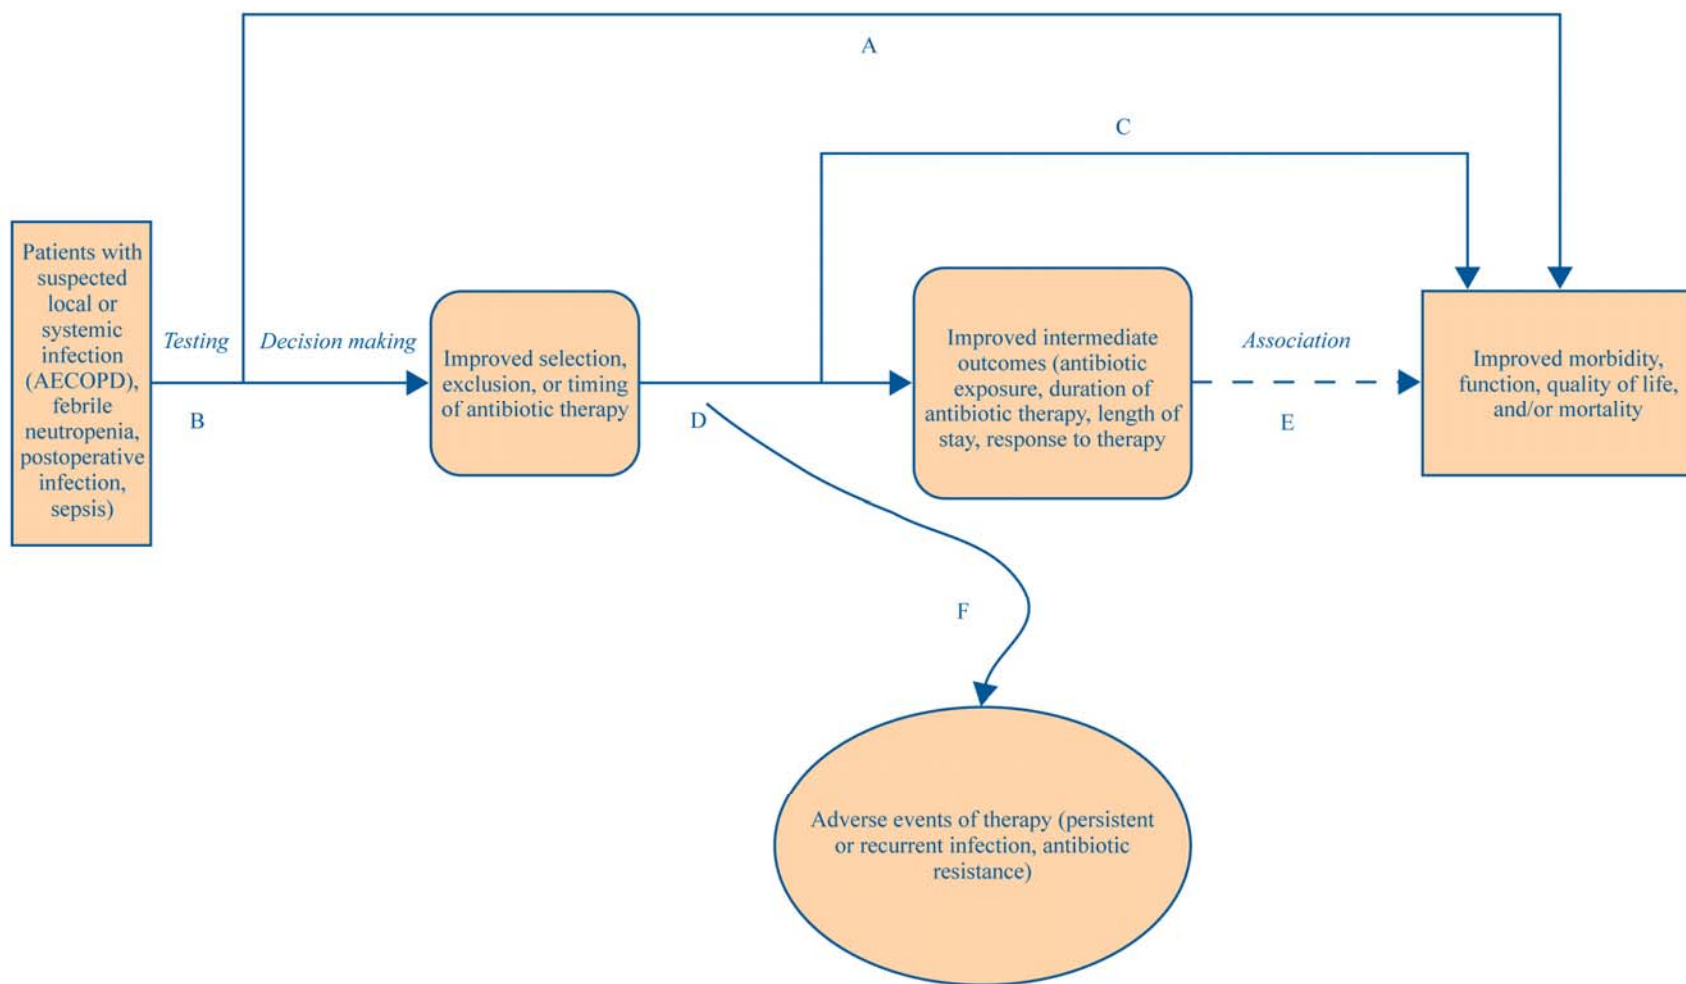 A
C
Patients with
suspected
local or
systemic
infection
(AECOPD),
febrile
neutropenia,
postoperative
infection,
sepsis)
Testing
B
Decision making
Improved selection,
exclusion, or timing
of antibiotic therapy
D
Improved intermediate
outcomes (antibiotic
exposure, duration of
antibiotic therapy, length of
stay, response to therapy
Association
E
Improved morbidity,
function, quality of life,
and/or mortality
F
Adverse events of therapy (persistent
or recurrent infection, antibiotic
resistance)